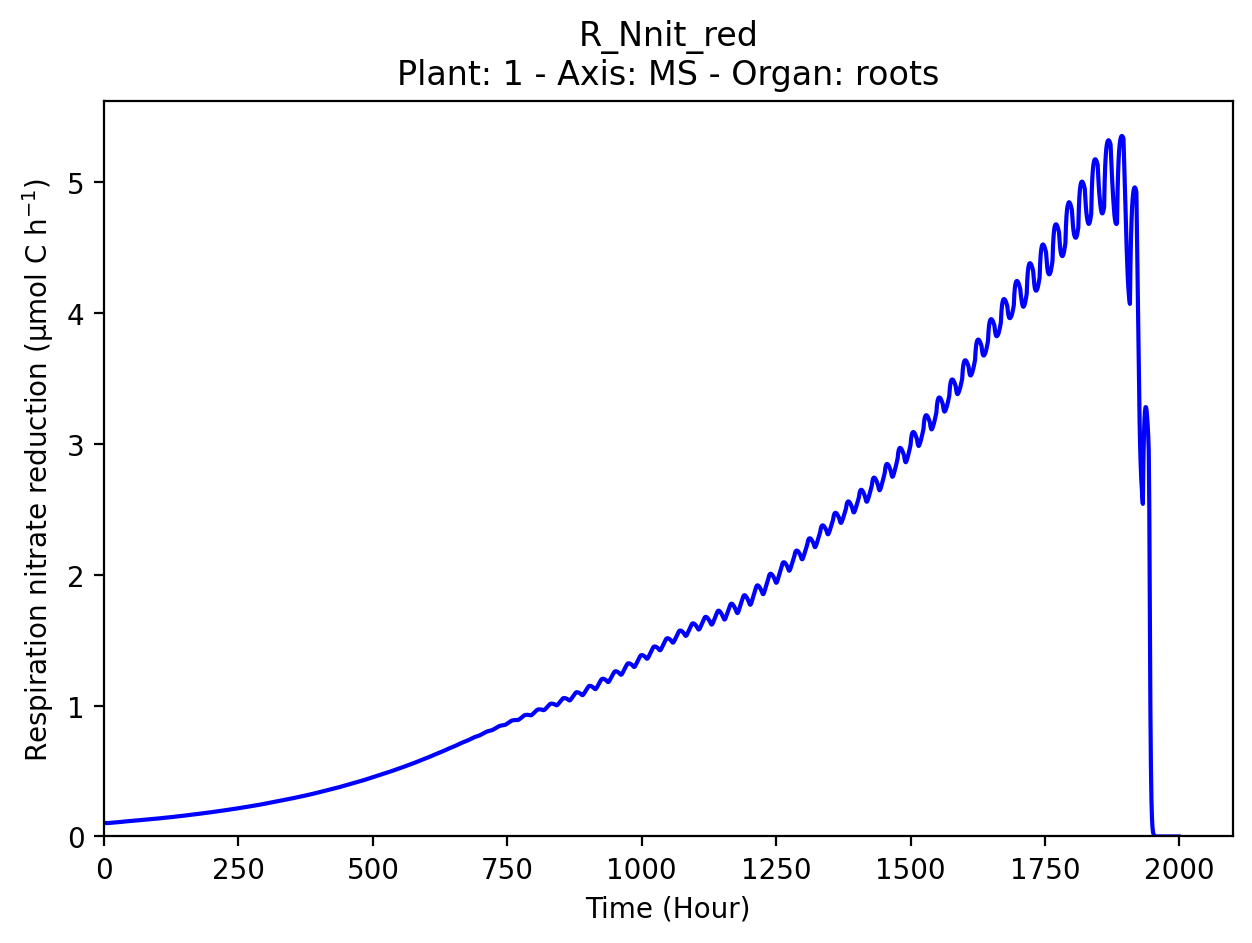 R_Nnit_red
Plant: 1 - Axis: MS - Organ: roots
Respiration nitrate reduction (µmol C h⁻¹)
5
4
3
2
1
0
0 250 500 750 1000 1250 1500 1750 2000
Time (Hour)